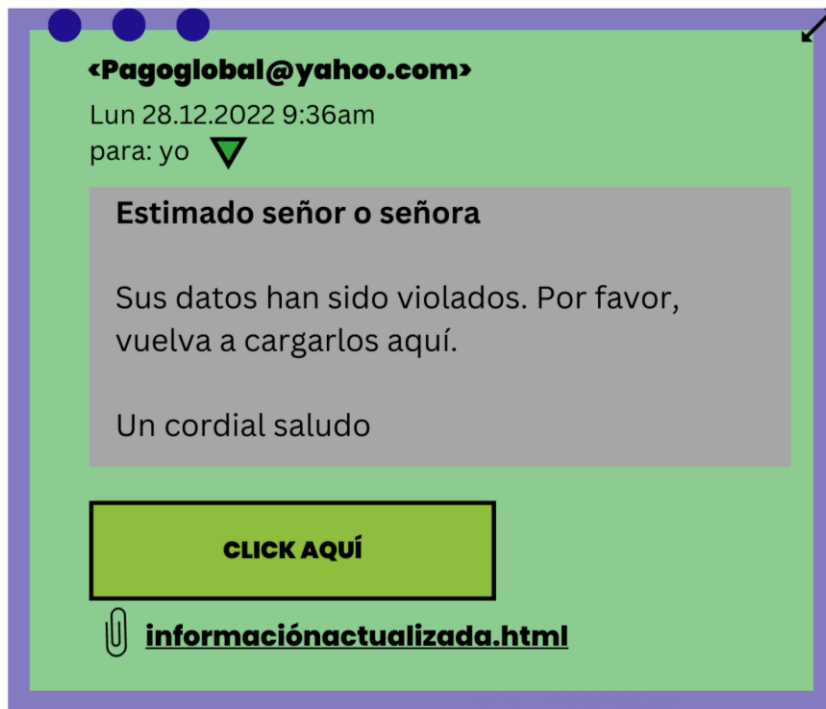 <Pagoglobal@yahoo.com>
Lun 28.12.2022 9:36am
para: yo
Estimado señor o señora
Sus datos han sido violados. Por favor,
vuelva a cargarlos aquí.
Un cordial saludo
CLICK AQUÍ
informaciónactualizada.html